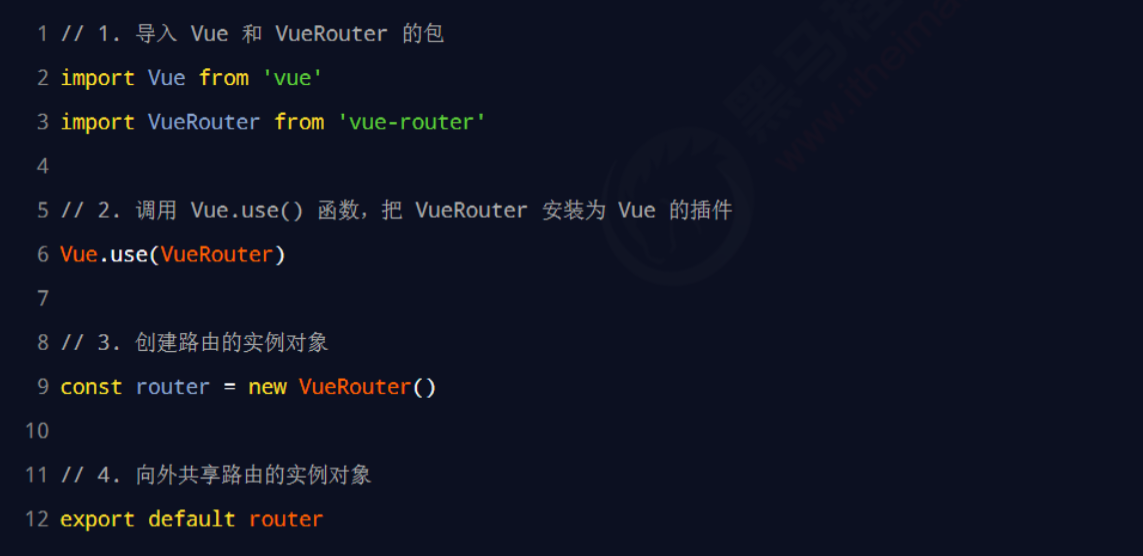 1 // 1. 导入 Vue 和 VueRouter 的包
2 import Vue from 'vue'
3 import VueRouter from 'vue-router'
4
5 // 2. 调用 Vue.use() 函数，把 VueRouter 安装为 Vue 的插件
6 Vue.use(VueRouter)
7
8 // 3. 创建路由的实例对象
9 const router = new VueRouter()
10
11 // 4. 向外共享路由的实例对象
12 export default router